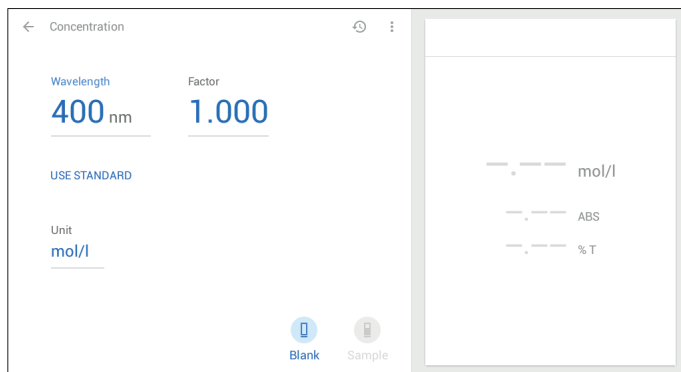 Concentration
Wavelength Factor
400 nm 1.000
USE STANDARD
Unit
mol/l
Blank Sample
-.-- mol/l
-.-- ABS
-.-- % T